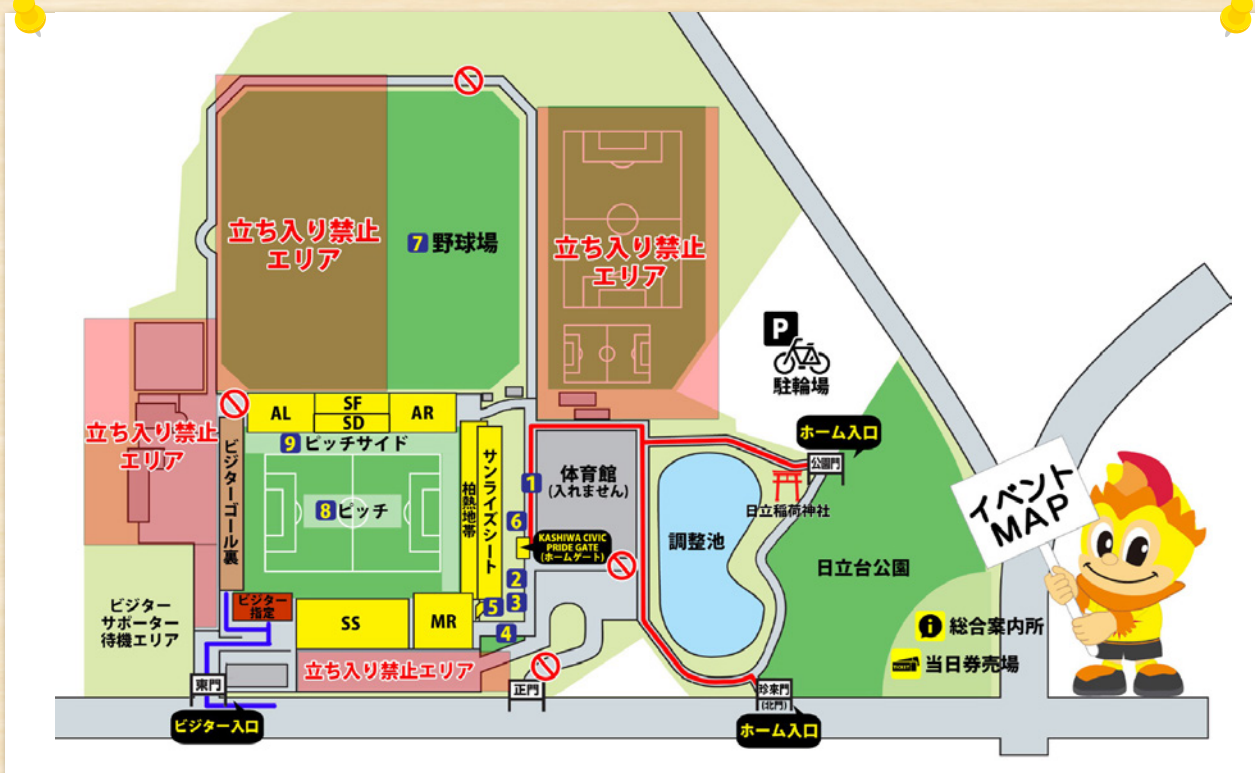 立ち入り禁止
エリア
7 野球場
立ち入り禁止
エリア
P
駐輪場
AL
SF
SD
AR
立ち入り禁止
エリア
ビジターゴール裏
9 ピッチサイド
8 ピッチ
柏熱地帯
サンライズシート
1
体育館
(入れません)
6
KASHIWA CIVIC
PRIDE GATE
(ホームゲート)
2
3
5
4
ホーム入口
公園門
日立稲荷神社
調整池
日立台公園
イベント
MAP
ビジター
サポーター
待機エリア
ビジター
指定
SS
MR
i 総合案内所
当日券売場
立ち入り禁止エリア
東門
正門
珍來門
(北門)
ビジター入口
ホーム入口